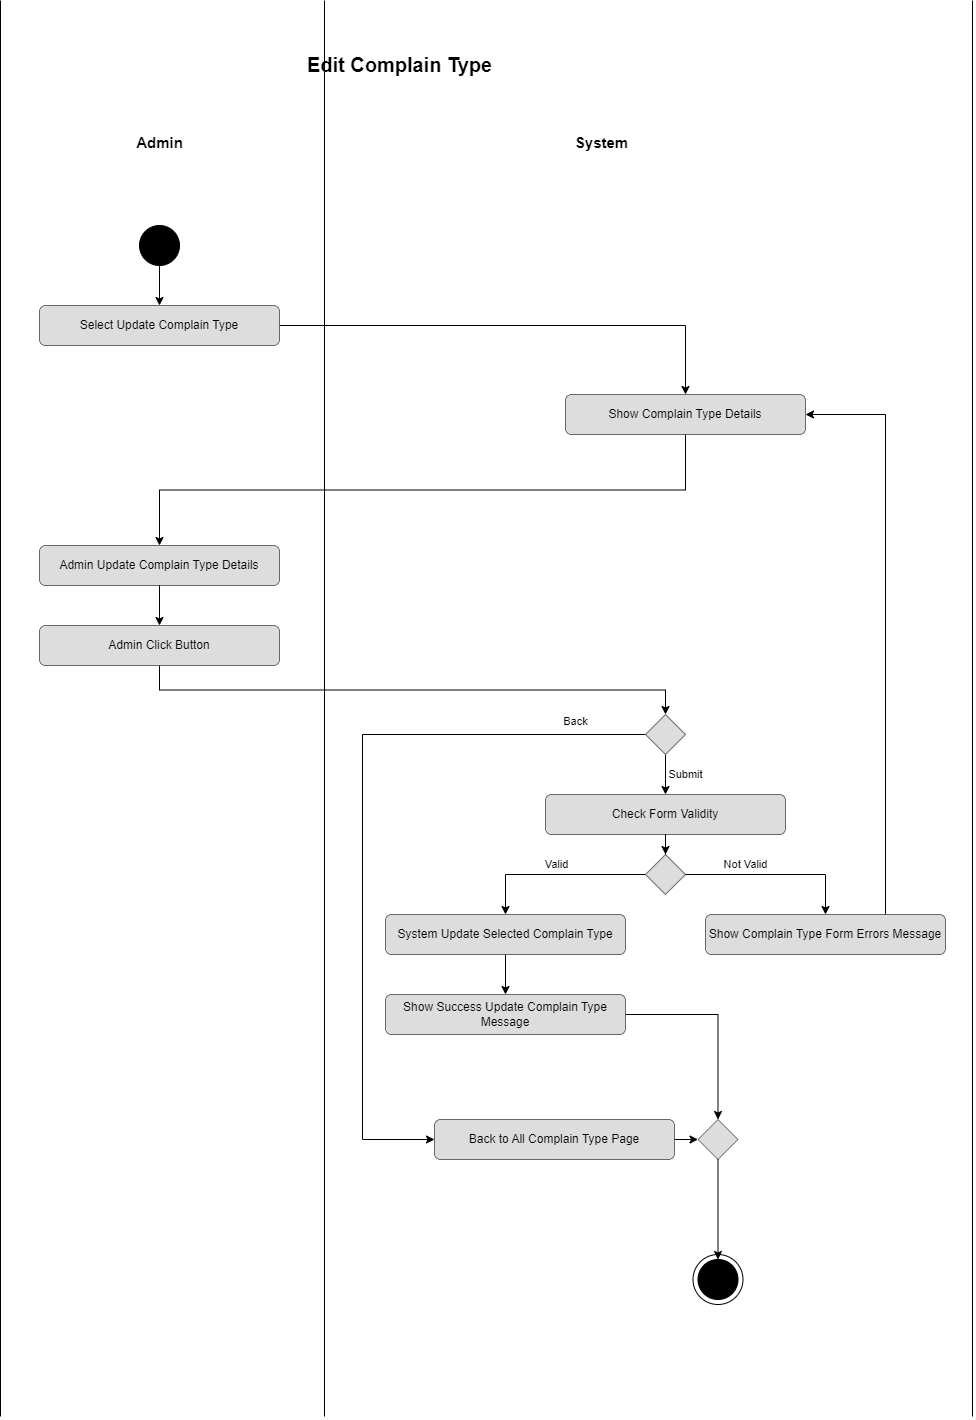 Edit Complain Type
Admin
System
Select Update Complain Type
Show Complain Type Details
Admin Update Complain Type Details
Admin Click Button
Back
Submit
Check Form Validity
Valid
Not Valid
System Update Selected Complain Type
Show Complain Type Form Errors Message
Show Success Update Complain Type
Message
Back to All Complain Type Page